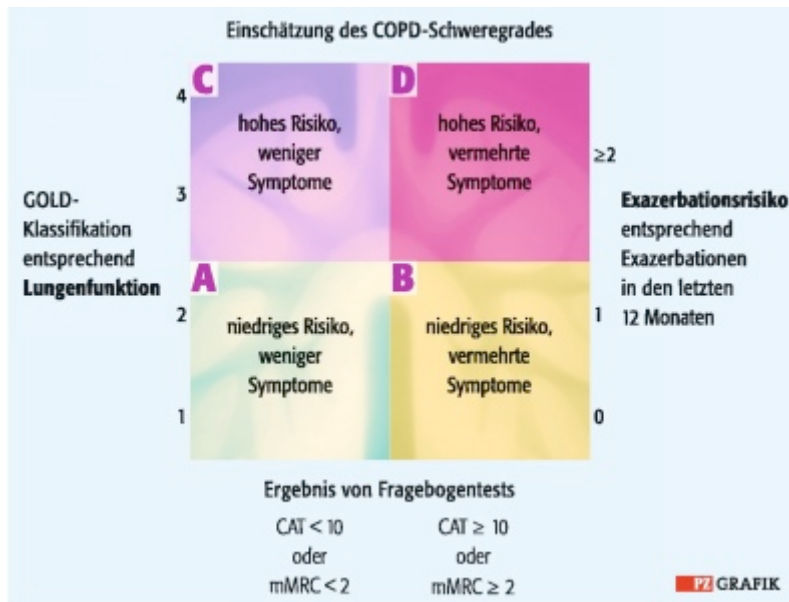 Einschätzung des COPD-Schweregrades
C
D
4
hohes Risiko,
weniger
Symptome
hohes Risiko,
vermehrte
Symptome
≥2
3
GOLD-
Klassifikation
entsprechend
Lungenfunktion
Exazerbationsrisiko
entsprechend
Exazerbationen
in den letzten
12 Monaten
A
B
2
niedriges Risiko,
weniger
Symptome
niedriges Risiko,
vermehrte
Symptome
1
1
0
Ergebnis von Fragebogentests
CAT < 10
oder
mMRC < 2
CAT ≥ 10
oder
mMRC ≥ 2
PZ GRAFIK